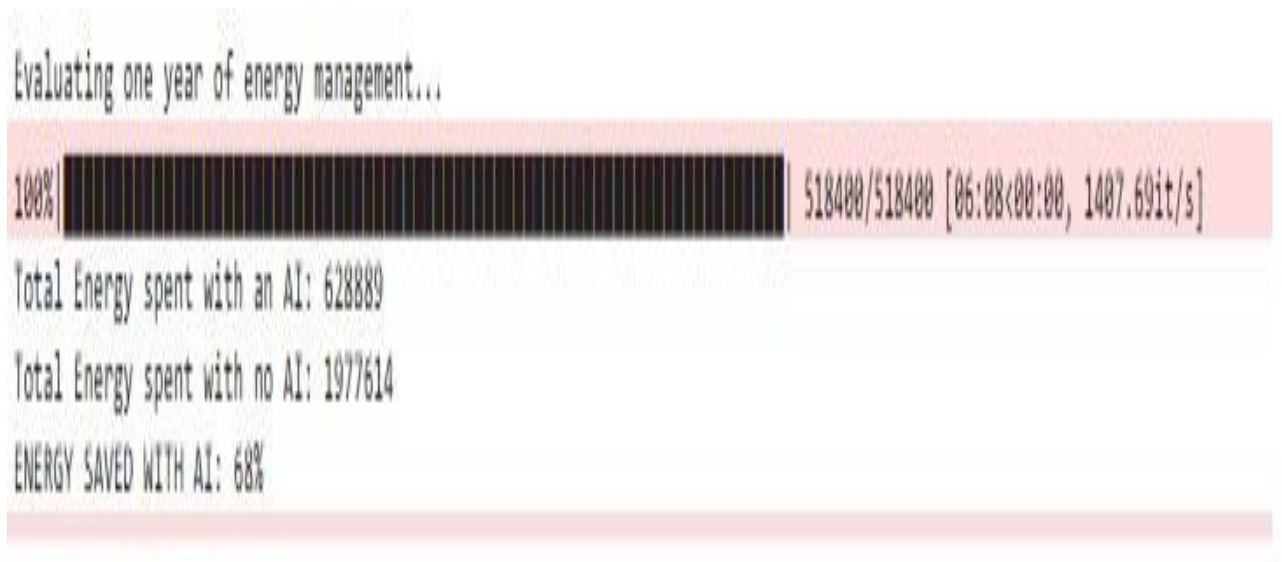 Evaluating one year of energy management...
100%| | 518400/518400 [06:08<00:00, 1407.69it/s]
Total Energy spent with an AI: 628889
Total Energy spent with no AI: 1977614
ENERGY SAVED WITH AI: 68%